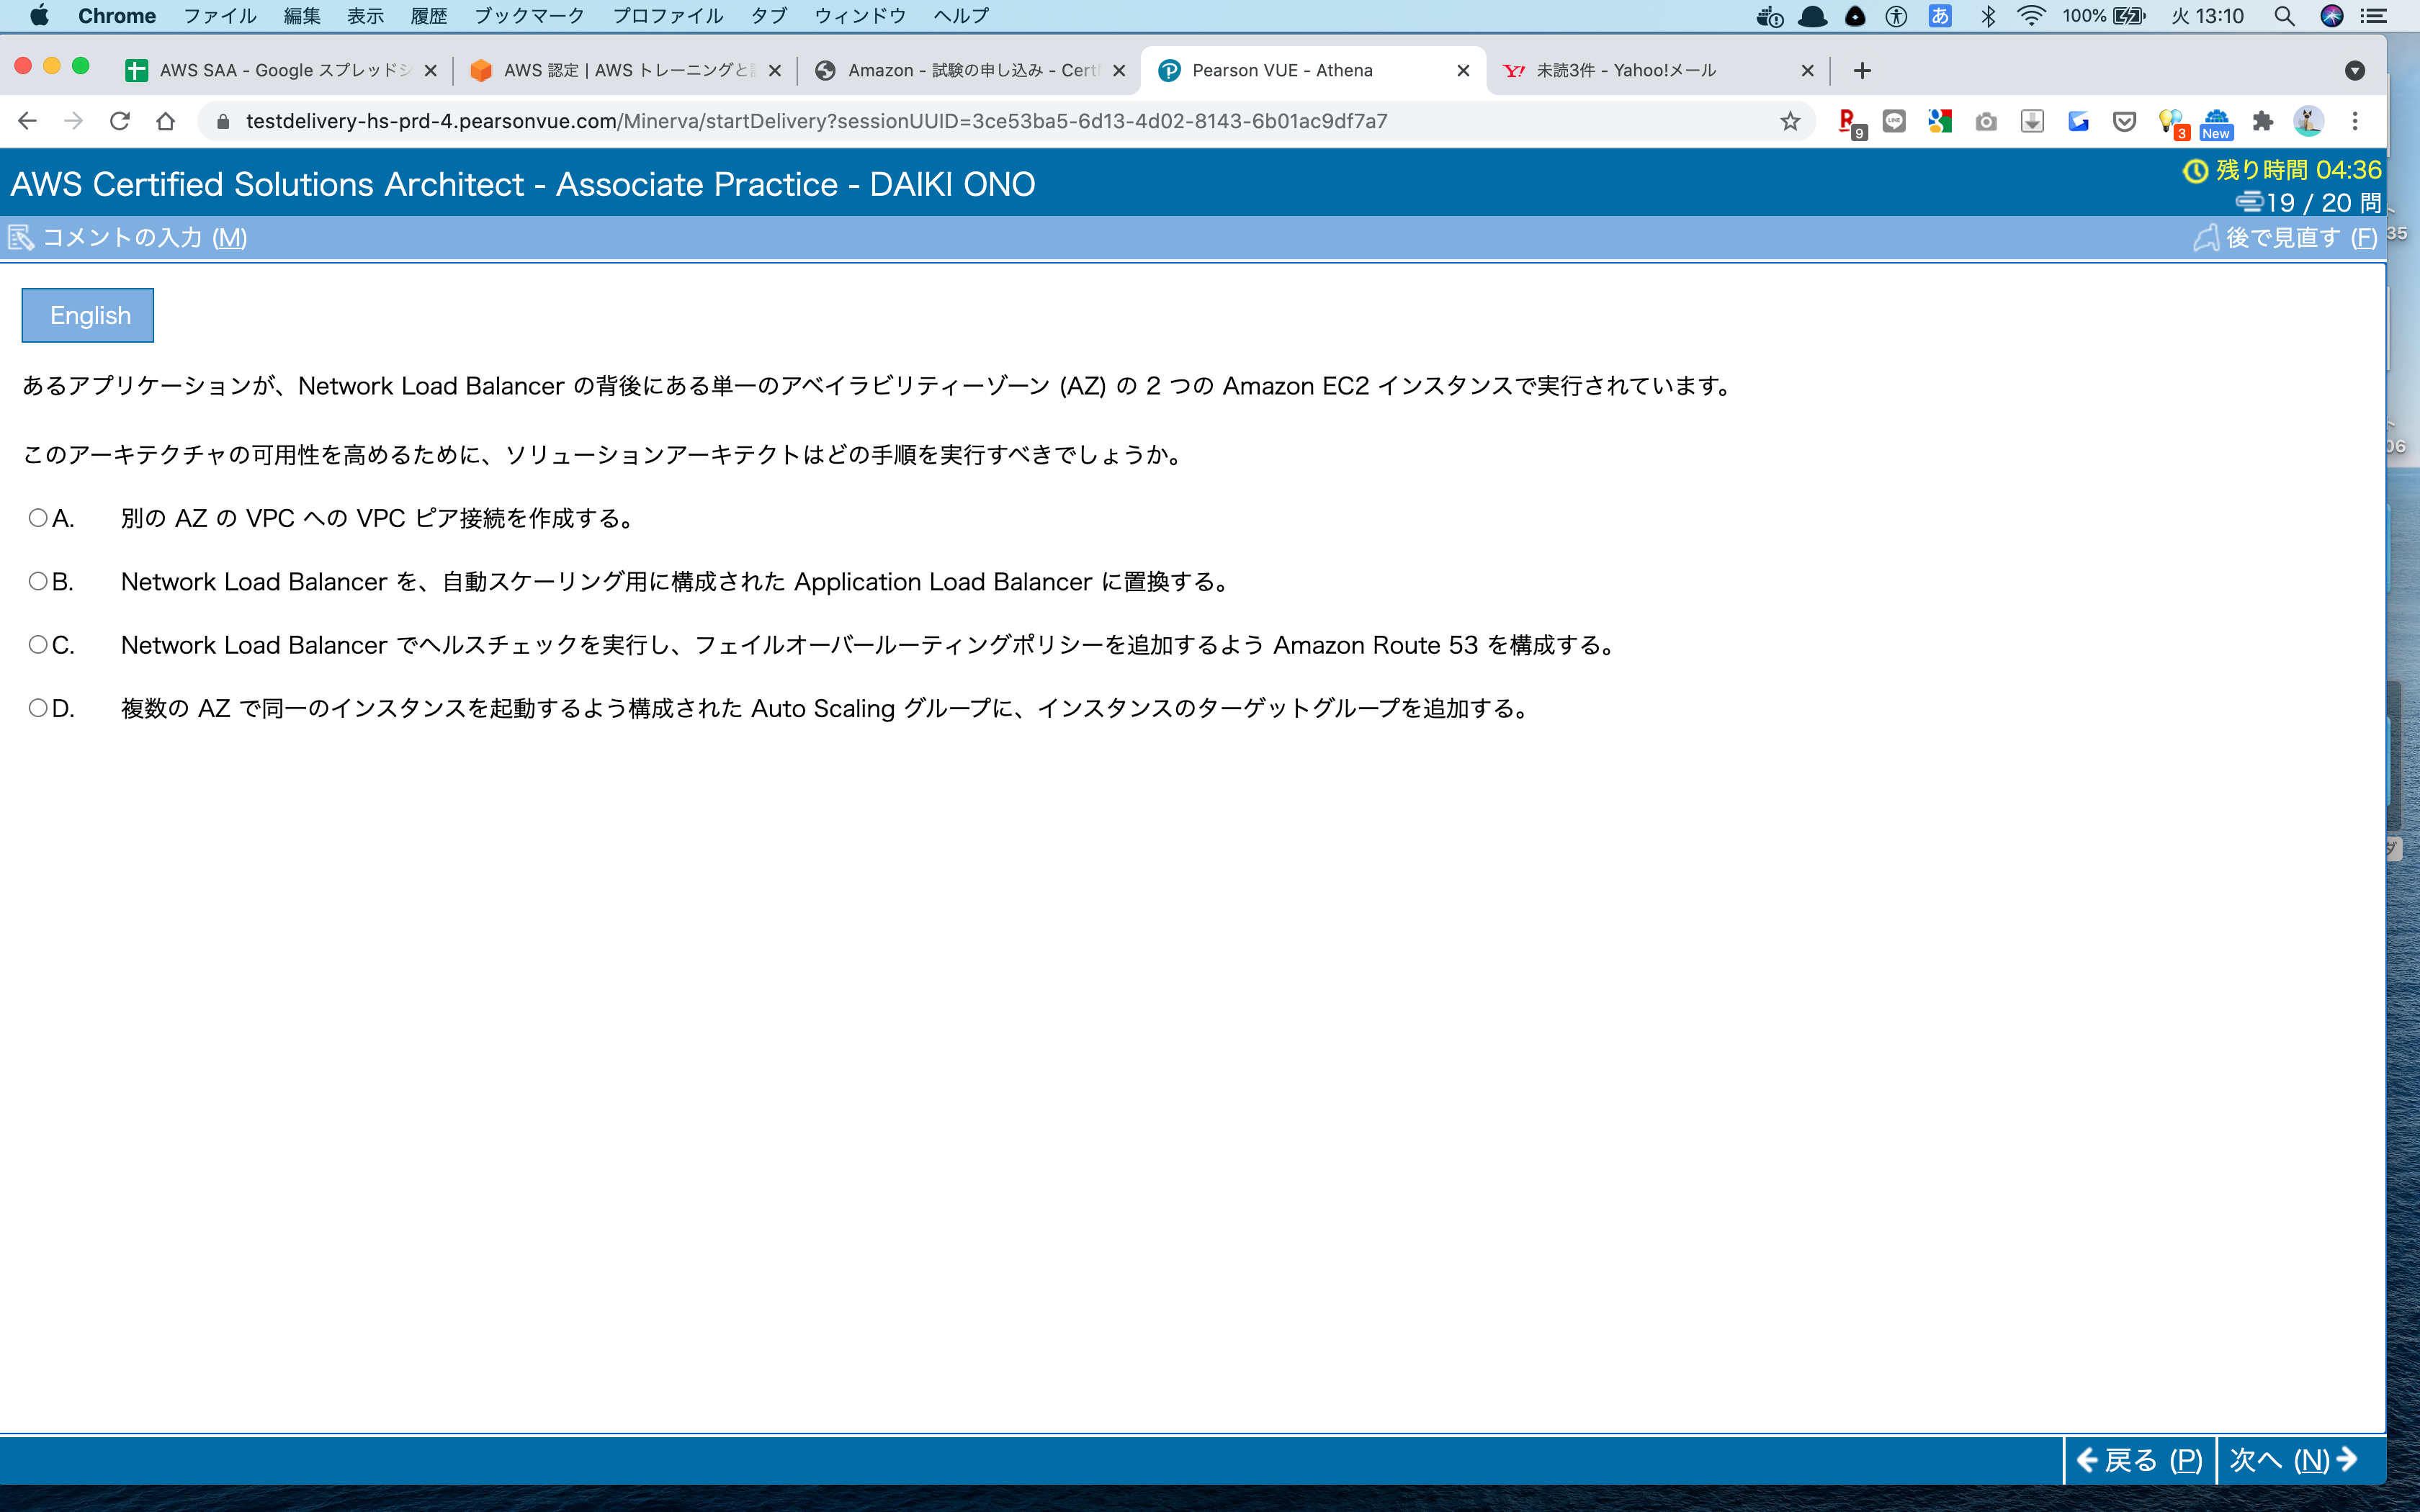 Chrome ファイル 編集 表示 履歴 ブックマーク プロファイル タブ ウィンドウ ヘルプ あ 100% 火 13:10
AWS SAA - Google スプレッドシ AWS 認定 | AWS トレーニングと Amazon - 試験の申し込み - Cert Pearson VUE - Athena Y! 未読3件 - Yahoo!メール
testdelivery-hs-prd-4.pearsonvue.com/Minerva/startDelivery?sessionUUID=3ce53ba5-6d13-4d02-8143-6b01ac9df7a7 R 9 LINE 3 New
AWS Certified Solutions Architect - Associate Practice - DAIKI ONO
残り時間 04:36
19 / 20 問
コメントの入力 (M) 後で見直す (F) 35
English
あるアプリケーションが、Network Load Balancer の背後にある単一のアベイラビリティーゾーン (AZ) の 2 つの Amazon EC2 インスタンスで実行されています。
このアーキテクチャの可用性を高めるために、ソリューションアーキテクトはどの手順を実行すべきでしょうか。
A. 別の AZ の VPC への VPC ピア接続を作成する。
B. Network Load Balancer を、自動スケーリング用に構成された Application Load Balancer に置換する。
C. Network Load Balancer でヘルスチェックを実行し、フェイルオーバールーティングポリシーを追加するよう Amazon Route 53 を構成する。
D. 複数の AZ で同一のインスタンスを起動するよう構成された Auto Scaling グループに、インスタンスのターゲットグループを追加する。
戻る (P) 次へ (N)